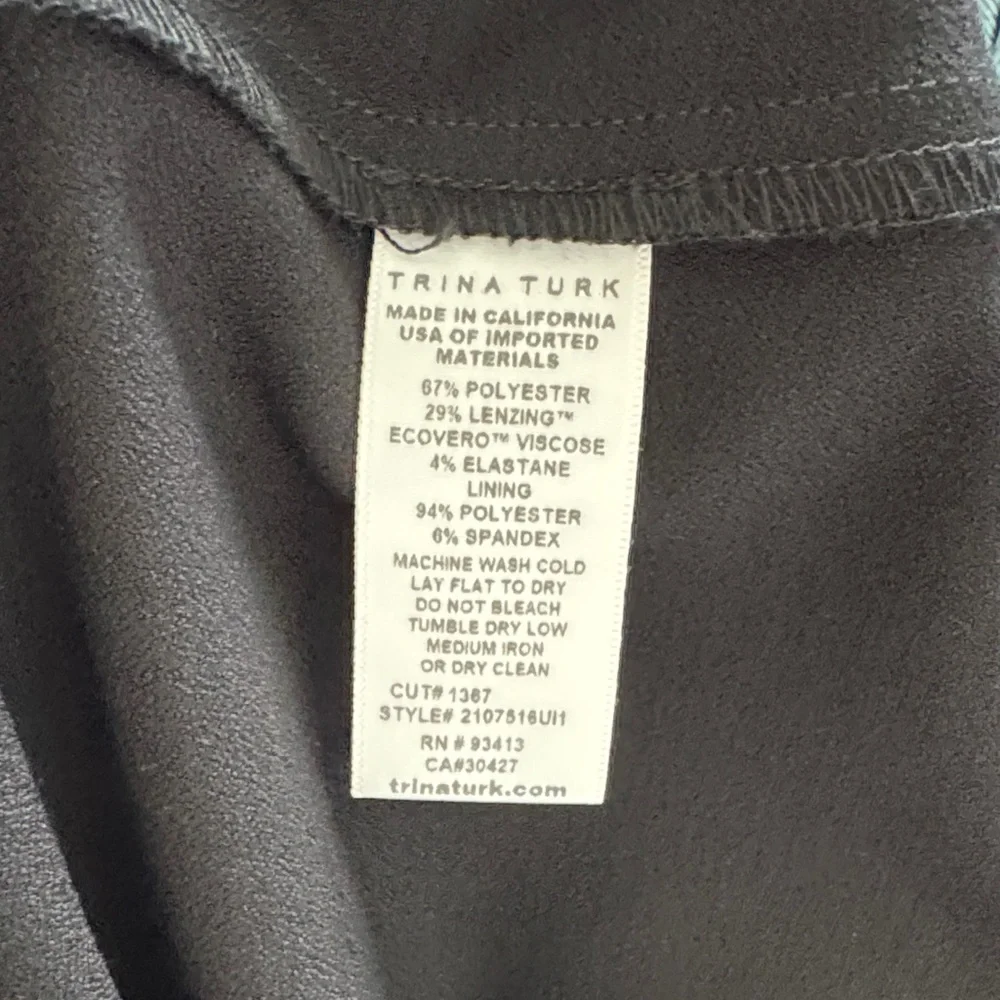 TRINA TURK
MADE IN CALIFORNIA
USA OF IMPORTED
MATERIALS
67% POLYESTER
29% LENZING™
ECOVERO™ VISCOSE
4% ELASTANE
LINING
94% POLYESTER
6% SPANDEX
MACHINE WASH COLD
LAY FLAT TO DRY
DO NOT BLEACH
TUMBLE DRY LOW
MEDIUM IRON
OR DRY CLEAN
CUT# 1367
STYLE# 2107516UI1
RN # 93413
CA#30427
trinaturk.com